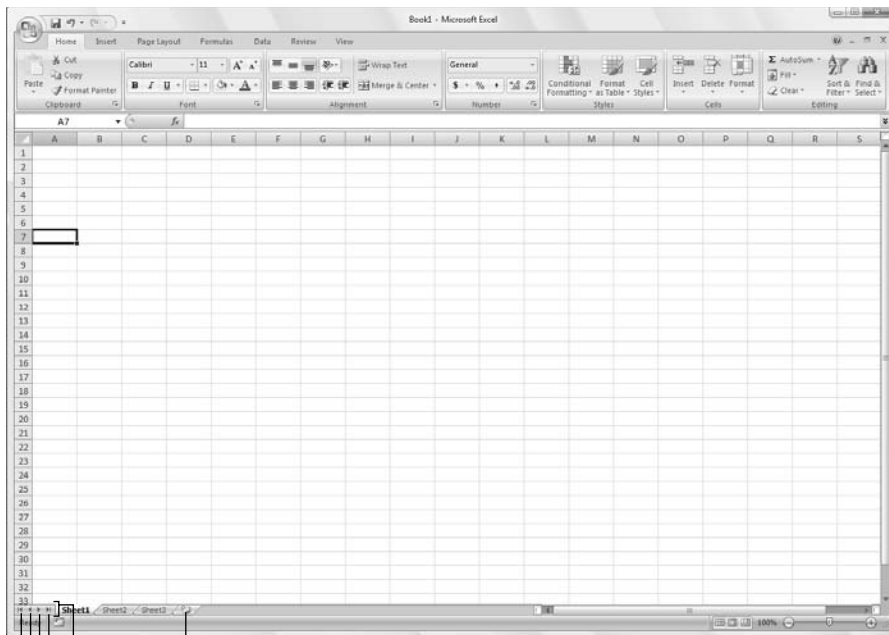 Book1 - Microsoft Excel
Home Insert Page Layout Formulas Data Review View
Paste
Cut
Copy
Format Painter
Clipboard
Calibri 11 A A
B I U A
Font
Wrap Text
Merge & Center
Alignment
General
$ % ,
Number
Conditional Formatting
Format as Table
Cell Styles
Styles
Insert Delete Format
Cells
Σ AutoSum
Fill
Clear
Sort & Filter
Find & Select
Editing
A7 fx
A B C D E F G H I J K L M N O P Q R S
1
2
3
4
5
6
7
8
9
10
11
12
13
14
15
16
17
18
19
20
21
22
23
24
25
26
27
28
29
30
31
32
33
Sheet1 Sheet2 Sheet3
Ready 100%